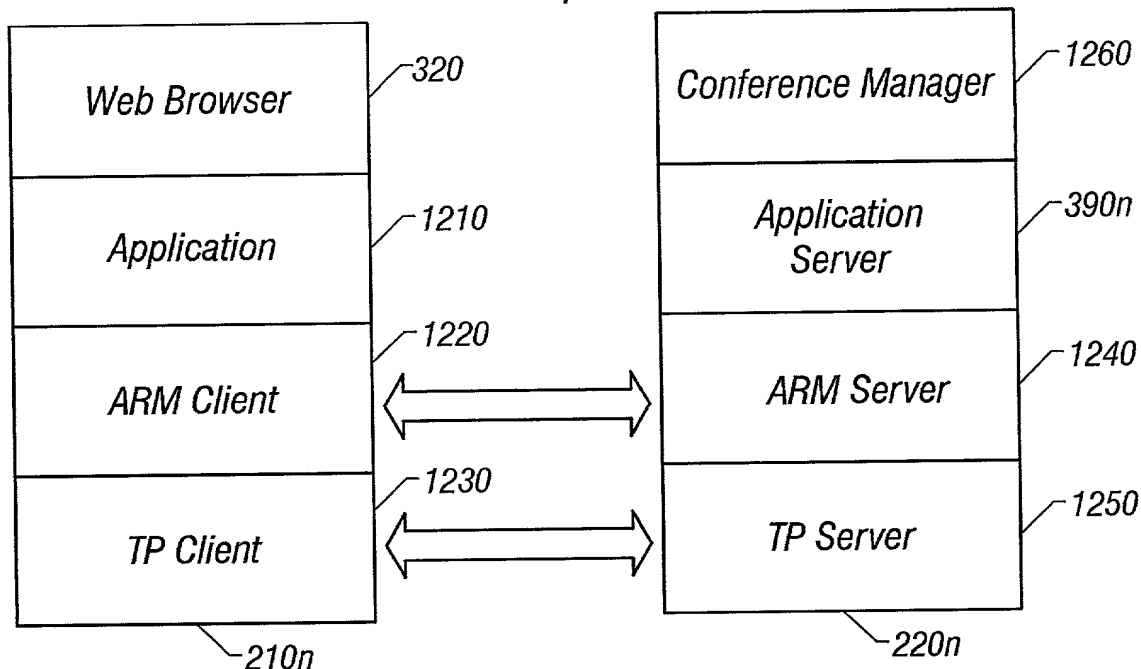 Web Browser
320
Conference Manager
1260
Application
1210
Application
Server
390n
ARM Client
1220
ARM Server
1240
TP Client
1230
TP Server
1250
210n
220n